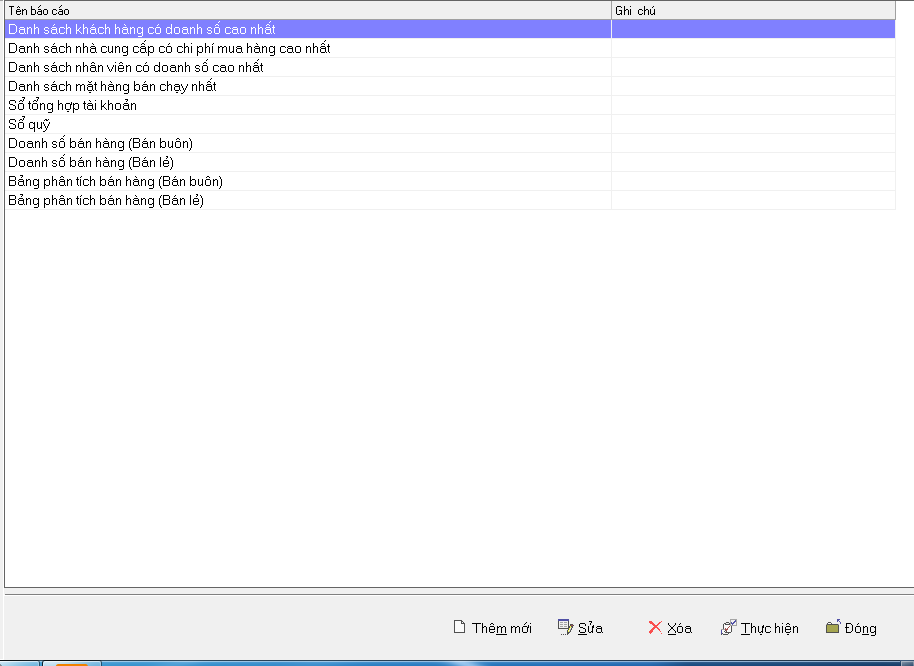 Tên báo cáo Ghi chú
Danh sách khách hàng có doanh số cao nhất
Danh sách nhà cung cấp có chi phí mua hàng cao nhất
Danh sách nhân viên có doanh số cao nhất
Danh sách mặt hàng bán chạy nhất
Sổ tổng hợp tài khoản
Sổ quỹ
Doanh số bán hàng (Bán buôn)
Doanh số bán hàng (Bán lẻ)
Bảng phân tích bán hàng (Bán buôn)
Bảng phân tích bán hàng (Bán lẻ)
Thêm mới Sửa Xóa Thực hiện Đóng